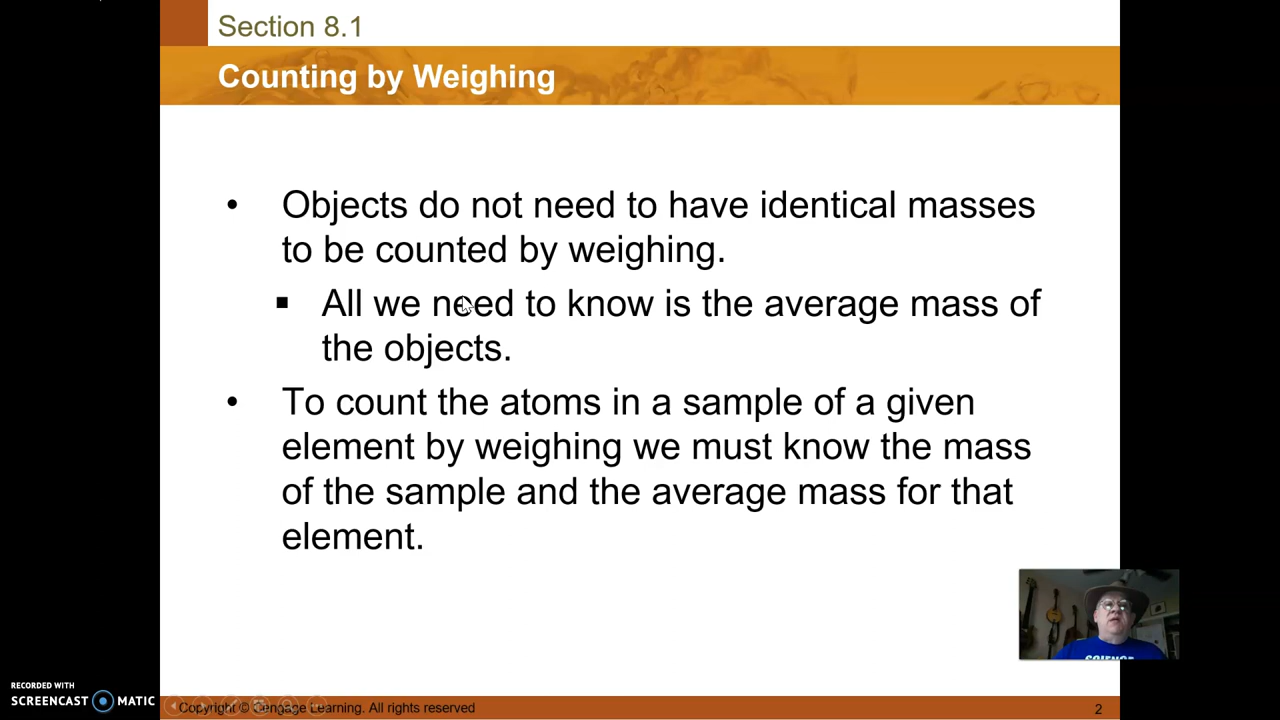 Section 8.1
Counting by Weighing
• Objects do not need to have identical masses
to be counted by weighing.
▪ All we need to know is the average mass of
the objects.
• To count the atoms in a sample of a given
element by weighing we must know the mass
of the sample and the average mass for that
element.
SCIENCE
RECORDED WITH
SCREENCAST MATIC
Copyright © Cengage Learning. All rights reserved
2